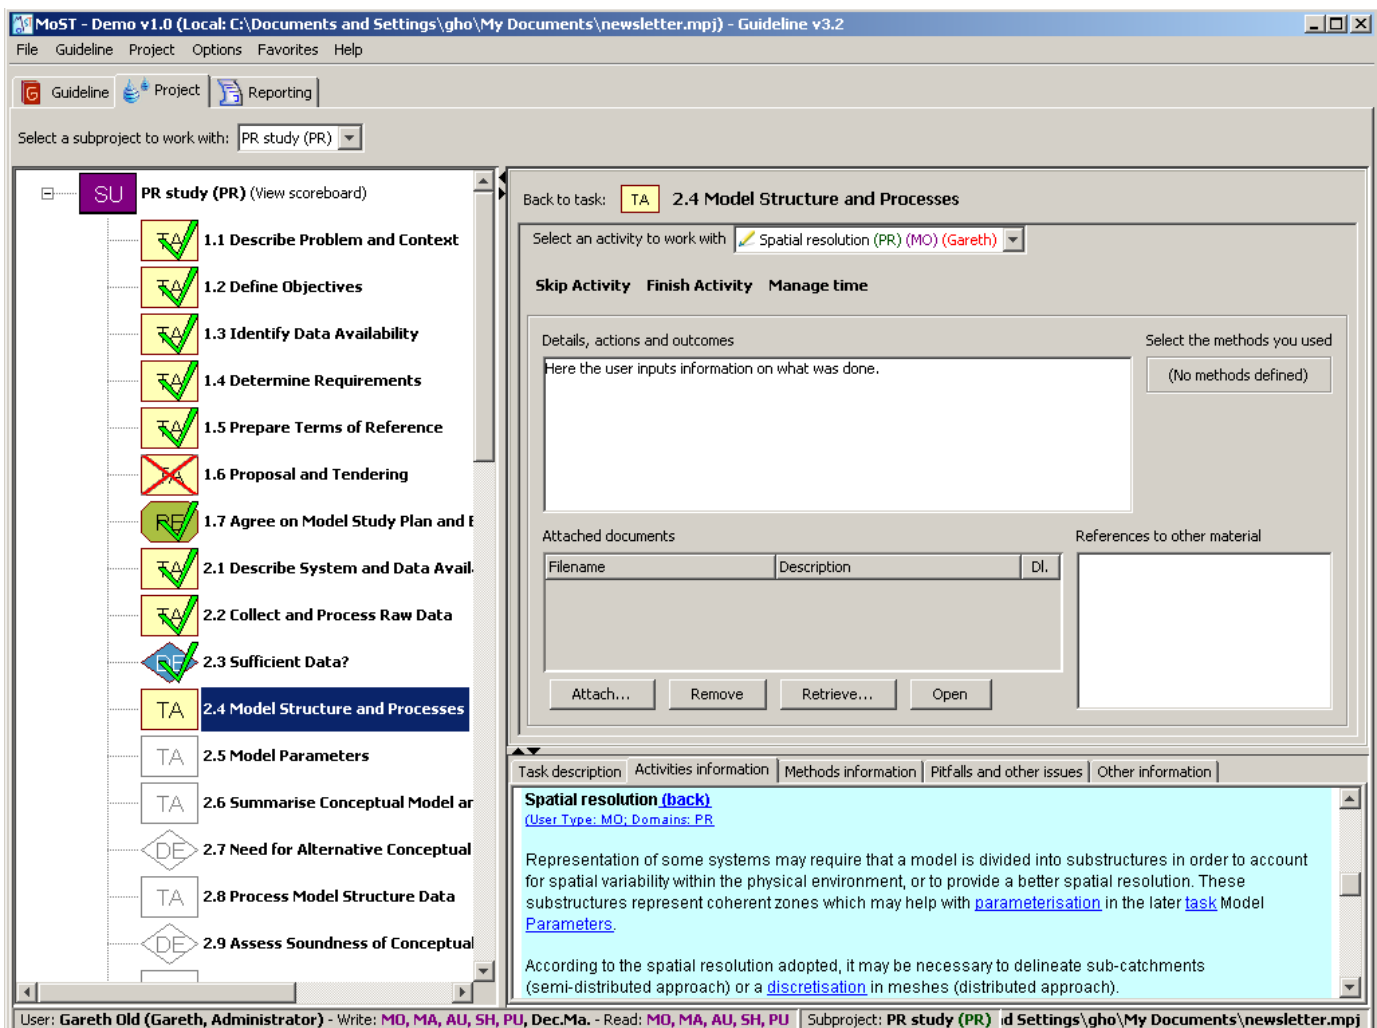 MoST - Demo v1.0 (Local: C:\Documents and Settings\gho\My Documents\newsletter.mpj) - Guideline v3.2
File Guideline Project Options Favorites Help
Guideline Project Reporting
Select a subproject to work with: PR study (PR)
SU PR study (PR) (View scoreboard)
TA 1.1 Describe Problem and Context
TA 1.2 Define Objectives
TA 1.3 Identify Data Availability
TA 1.4 Determine Requirements
TA 1.5 Prepare Terms of Reference
TA 1.6 Proposal and Tendering
RE 1.7 Agree on Model Study Plan and
TA 2.1 Describe System and Data Avail
TA 2.2 Collect and Process Raw Data
DE 2.3 Sufficient Data?
TA 2.4 Model Structure and Processes
TA 2.5 Model Parameters
TA 2.6 Summarise Conceptual Model
DE 2.7 Need for Alternative Conceptual
TA 2.8 Process Model Structure Data
DE 2.9 Assess Soundness of Conceptual
Back to task: TA 2.4 Model Structure and Processes
Select an activity to work with Spatial resolution (PR) (MO) (Gareth)
Skip Activity Finish Activity Manage time
Details, actions and outcomes
Here the user inputs information on what was done.
Select the methods you used
(No methods defined)
Attached documents
Filename Description Dl.
Attach... Remove Retrieve... Open
References to other material
Task description Activities information Methods information Pitfalls and other issues Other information
Spatial resolution (back)
(User Type: MO; Domains: PR
Representation of some systems may require that a model is divided into substructures in order to account
for spatial variability within the physical environment, or to provide a better spatial resolution. These
substructures represent coherent zones which may help with parameterisation in the later task Model
Parameters.
According to the spatial resolution adopted, it may be necessary to delineate sub-catchments
(semi-distributed approach) or a discretisation in meshes (distributed approach).
User: Gareth Old (Gareth, Administrator) - Write: MO, MA, AU, SH, PU, Dec.Ma. - Read: MO, MA, AU, SH, PU Subproject: PR study (PR) d Settings\gho\My Documents\newsletter.mpj